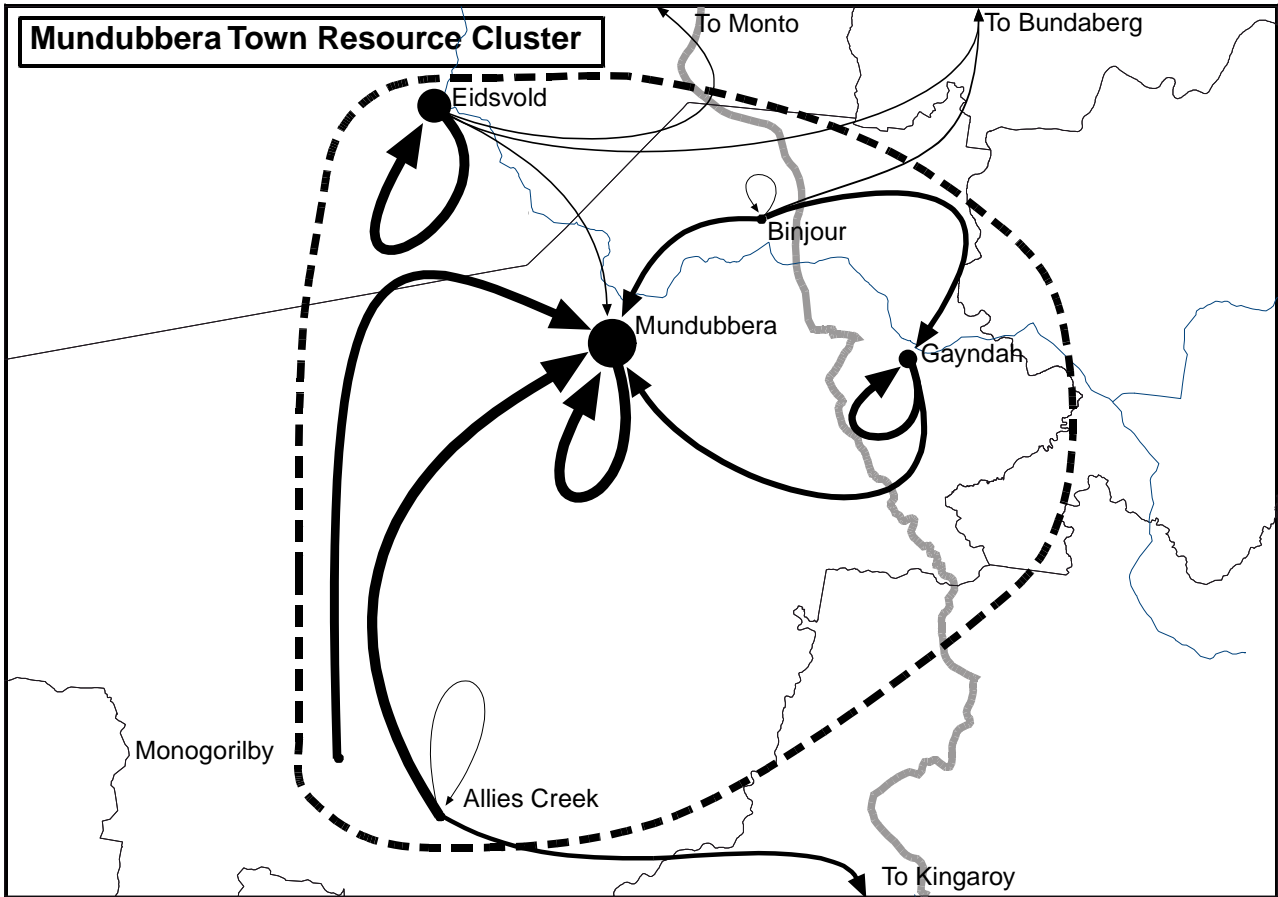 Mundubbera Town Resource Cluster
To Monto
To Bundaberg
Eidsvold
Binjour
Mundubbera
Gayndah
Monogorilby
Allies Creek
To Kingaroy